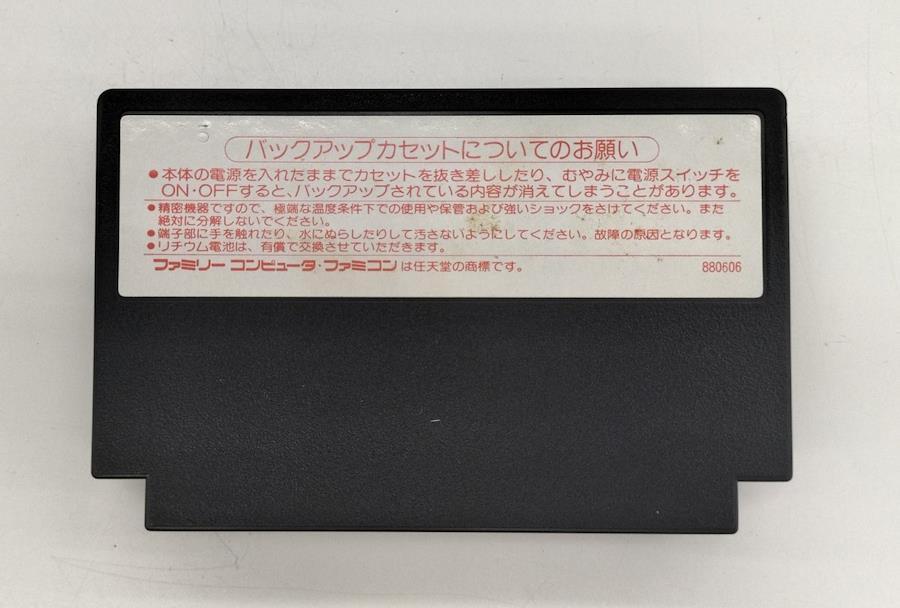 バックアップカセットについてのお願い
●本体の電源を入れたままでカセットを抜き差ししたり、むやみに電源スイッチを
ON・OFFすると、バックアップされている内容が消えてしまうことがあります。
●精密機器ですので、極端な温度条件下での使用や保管および強いショックをさけてください。また
絶対に分解しないでください。
●端子部に手を触れたり、水にぬらしたりして汚さないようにしてください。故障の原因となります。
●リチウム電池は、有償で交換させていただきます。
ファミリー コンピュータ・ファミコンは任天堂の商標です。 880606